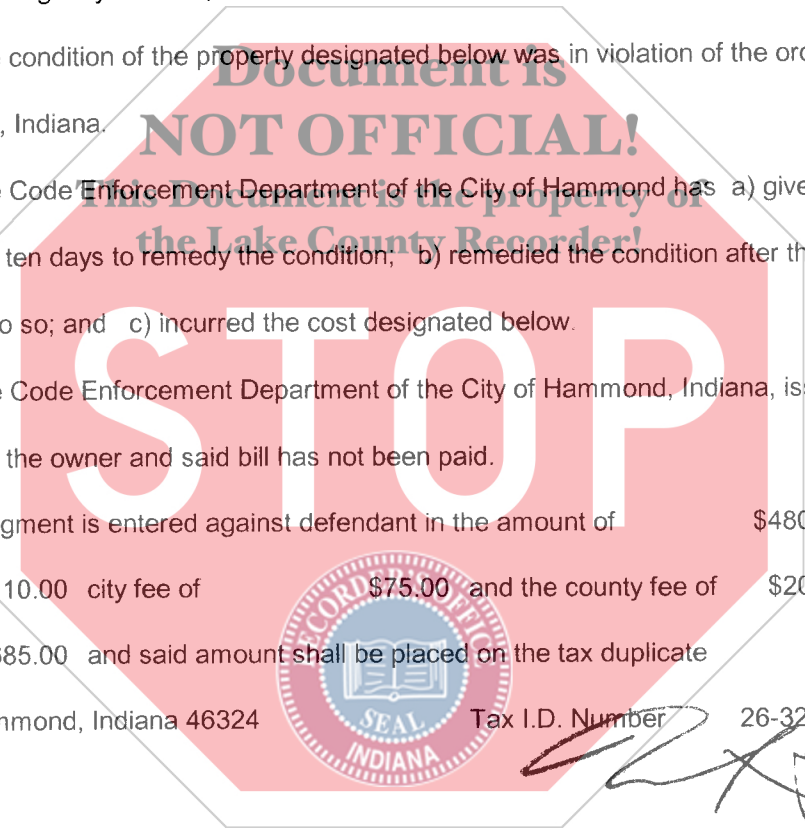 condition of the property designated below was in violation of the ord
Document is
, Indiana.
NOT OFFICIAL!
Code Enforcement Department of the City of Hammond has a) give
This Document is the property of
ten days to remedy the condition; b) remedied the condition after th
the Lake County Recorder!
o so; and c) incurred the cost designated below.
STOP
e Code Enforcement Department of the City of Hammond, Indiana, is
the owner and said bill has not been paid.
gment is entered against defendant in the amount of $480
10.00 city fee of $75.00 and the county fee of $20
85.00 and said amount shall be placed on the tax duplicate
mmond, Indiana 46324 Tax I.D. Number 26-32
RECORDER'S OFFICE
SEAL
INDIANA